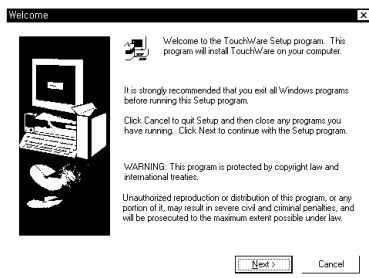 Welcome
Welcome to the TouchWare Setup program. This
program will install TouchWare on your computer.
It is strongly recommended that you exit all Windows programs
before running this Setup program.
Click Cancel to quit Setup and then close any programs you
have running. Click Next to continue with the Setup program.
WARNING: This program is protected by copyright law and
international treaties.
Unauthorized reproduction or distribution of this program, or any
portion of it, may result in severe civil and criminal penalties, and
will be prosecuted to the maximum extent possible under law.
Next > Cancel